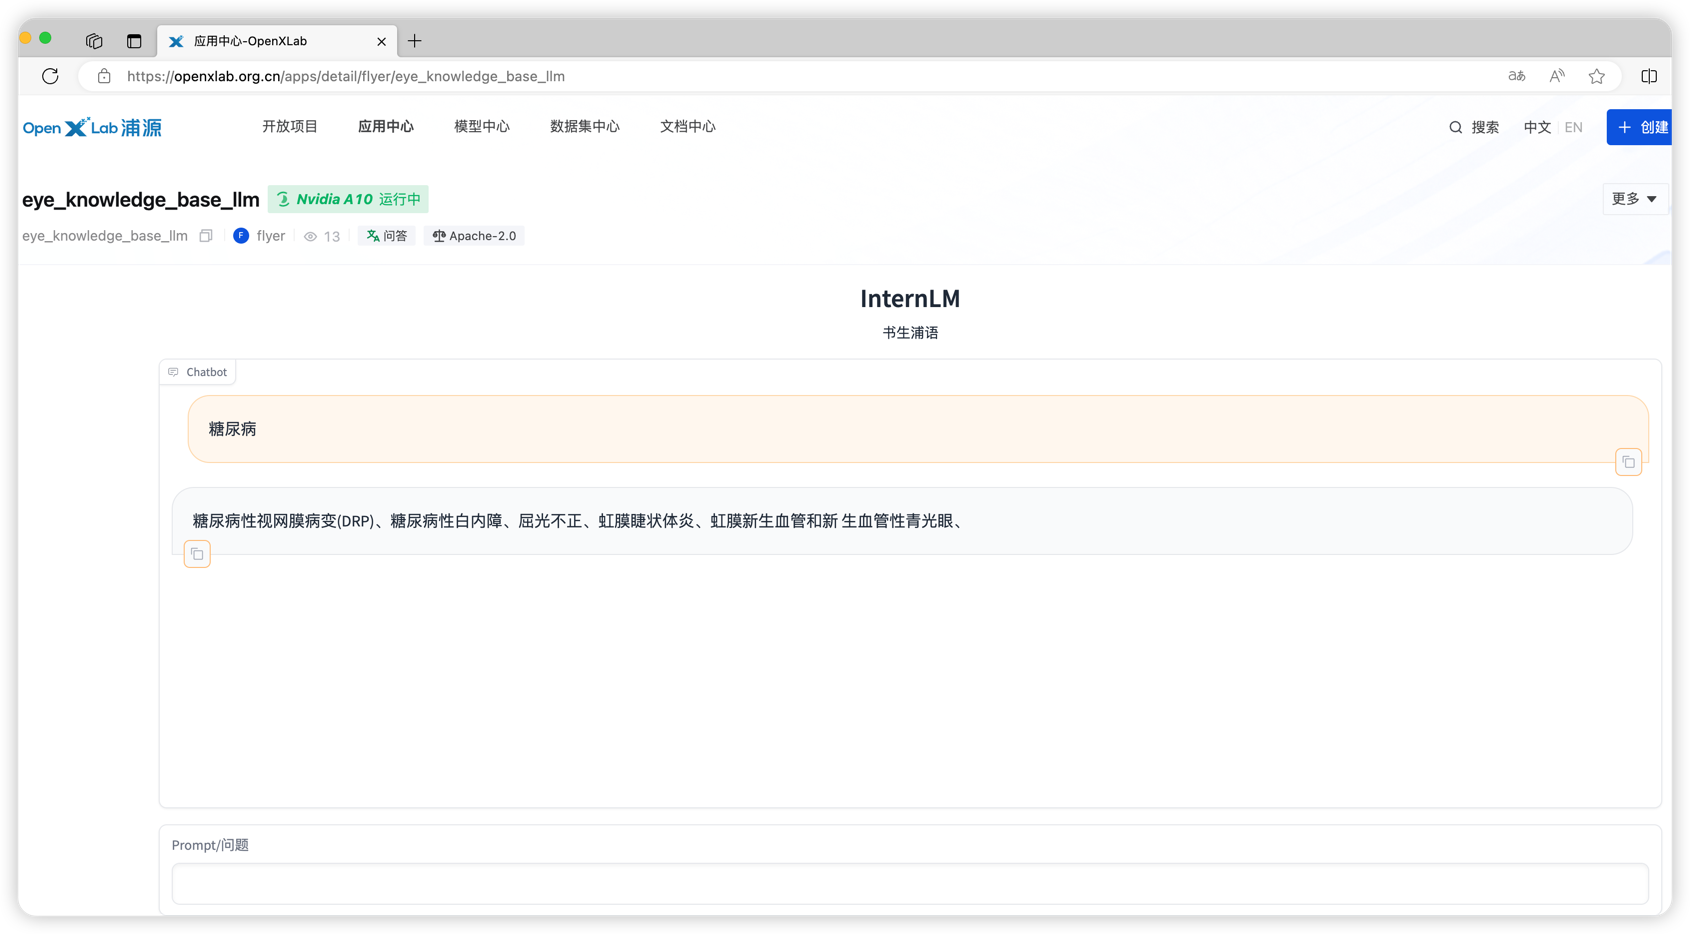 应用中心-OpenXLab
https://openxlab.org.cn/apps/detail/flyer/eye_knowledge_base_llm
aあ
A
Open X Lab 浦源
开放项目
应用中心
模型中心
数据集中心
文档中心
搜索
中文
EN
创建
eye_knowledge_base_llm
Nvidia A10 运行中
更多
eye_knowledge_base_llm
F
flyer
13
问答
Apache-2.0
InternLM
书生浦语
Chatbot
糖尿病
糖尿病性视网膜病变(DRP)、糖尿病性白内障、屈光不正、虹膜睫状体炎、虹膜新生血管和新 生血管性青光眼、
Prompt/问题